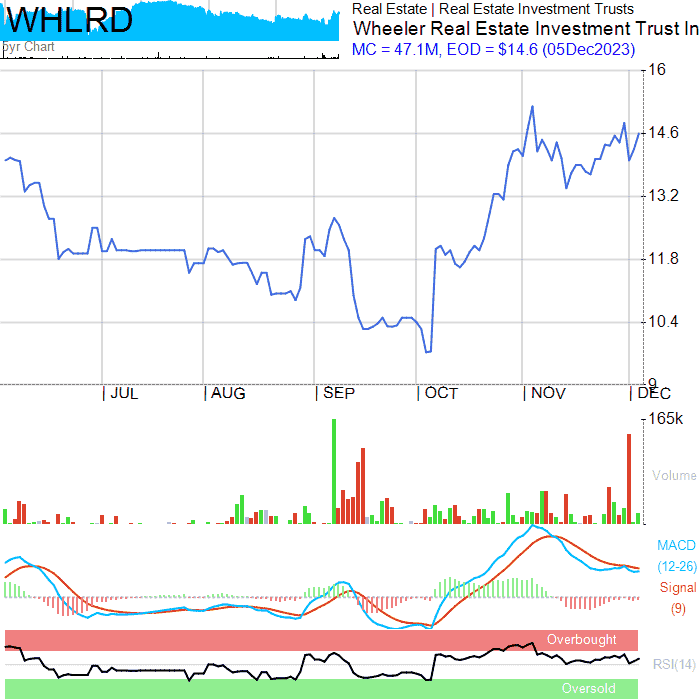 WHLRD
5yr Chart
Real Estate | Real Estate Investment Trusts
Wheeler Real Estate Investment Trust In
MC = 47.1M, EOD = $14.6 (05Dec2023)
16
14.6
13.2
11.8
10.4
9
JUL
AUG
SEP
OCT
NOV
DEC
165k
Volume
MACD
(12-26)
Signal
(9)
Overbought
RSI(14)
Oversold